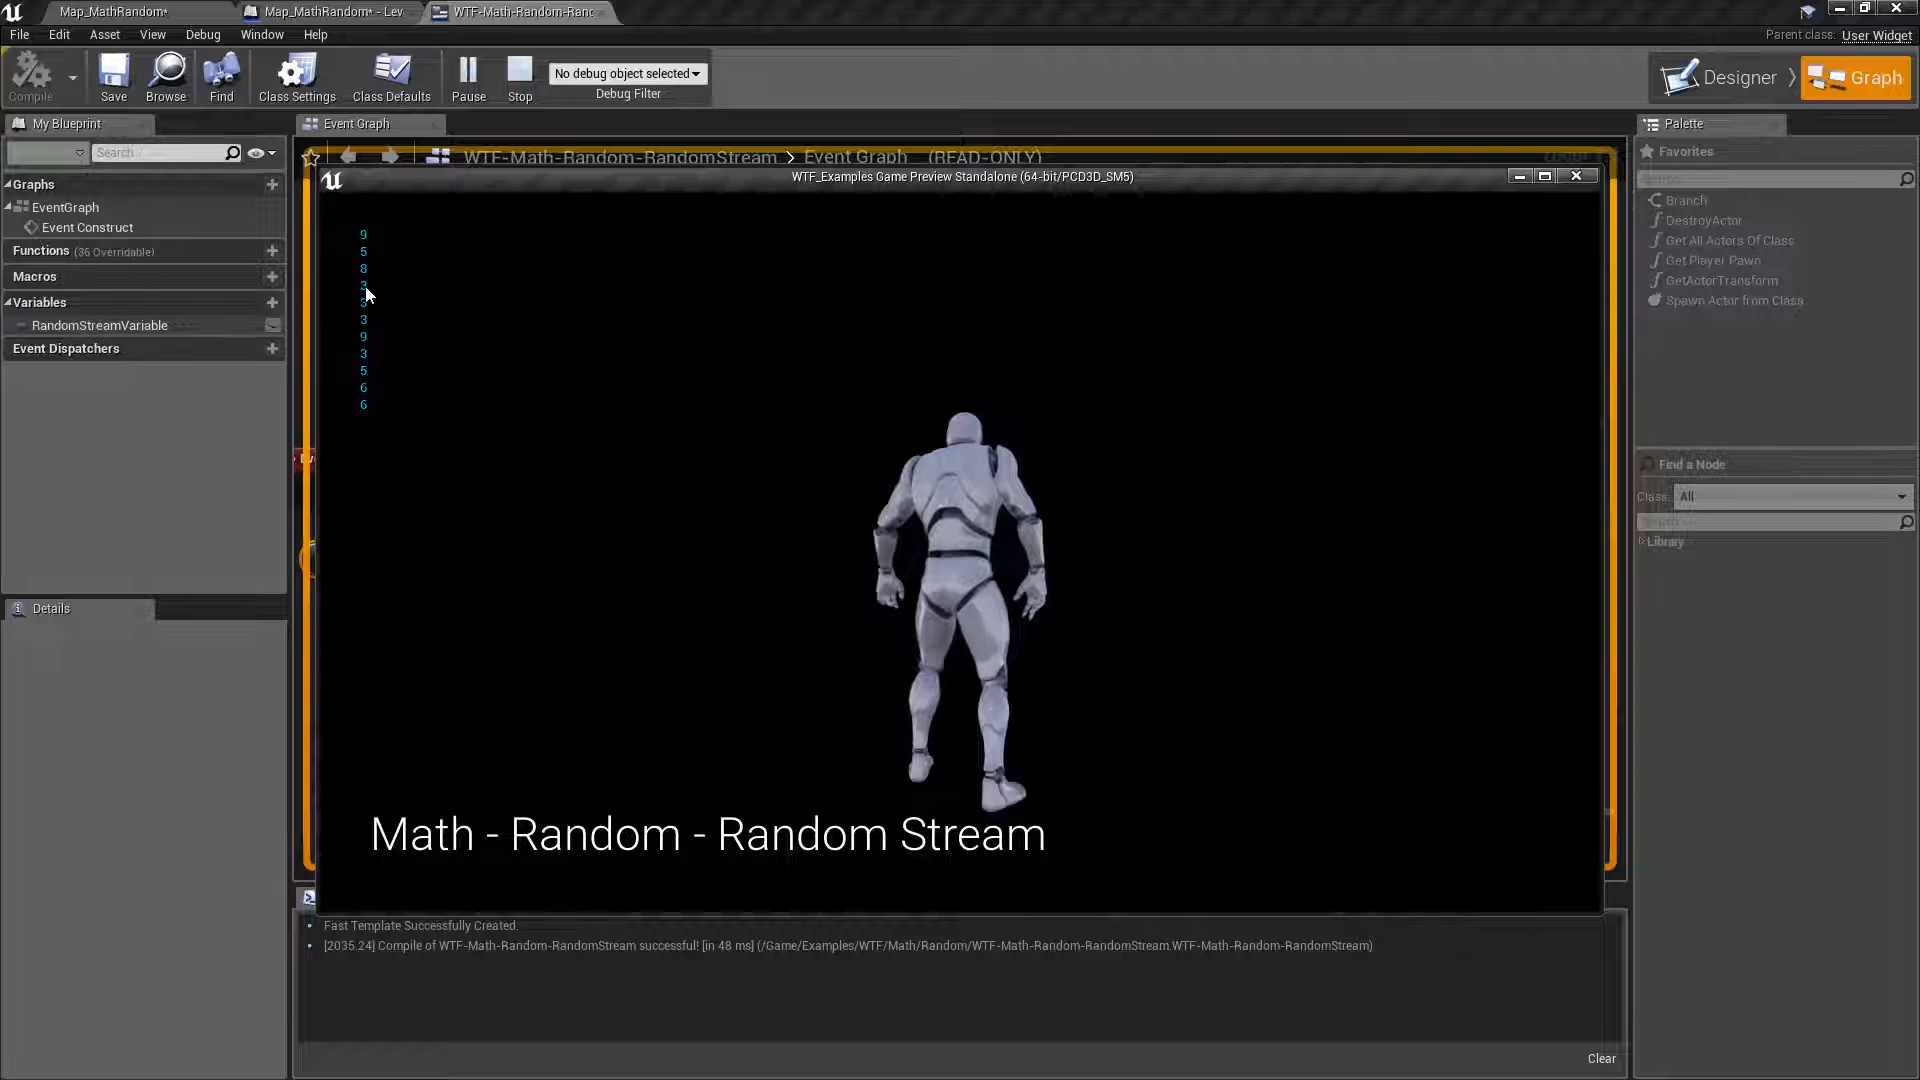 Map_MathRandom*
Map_MathRandom* - Lev
WTF-Math-Random-Rand
File Edit Asset View Debug Window Help
Parent class: User Widget
Compile
Save
Browse
Find
Class Settings
Class Defaults
Pause
Stop
No debug object selected
Debug Filter
Designer
Graph
My Blueprint
Event Graph
Palette
Search
WTF-Math-Random-RandomStream > Event Graph (READ-ONLY)
Favorites
Graphs
WTF_Examples Game Preview Standalone (64-bit/PCD3D_SM5)
EventGraph
Event Construct
Functions (36 Overridable)
Macros
Variables
RandomStreamVariable
Event Dispatchers
Details
9
5
8
3
3
3
9
3
5
6
6
Math - Random - Random Stream
Branch
DestroyActor
Get All Actors Of Class
Get Player Pawn
GetActorTransform
Spawn Actor from Class
Find a Node
Class: All
Library
Fast Template Successfully Created.
[2035.24] Compile of WTF-Math-Random-RandomStream successful! [in 48 ms] (/Game/Examples/WTF/Math/Random/WTF-Math-Random-RandomStream.WTF-Math-Random-RandomStream)
Clear